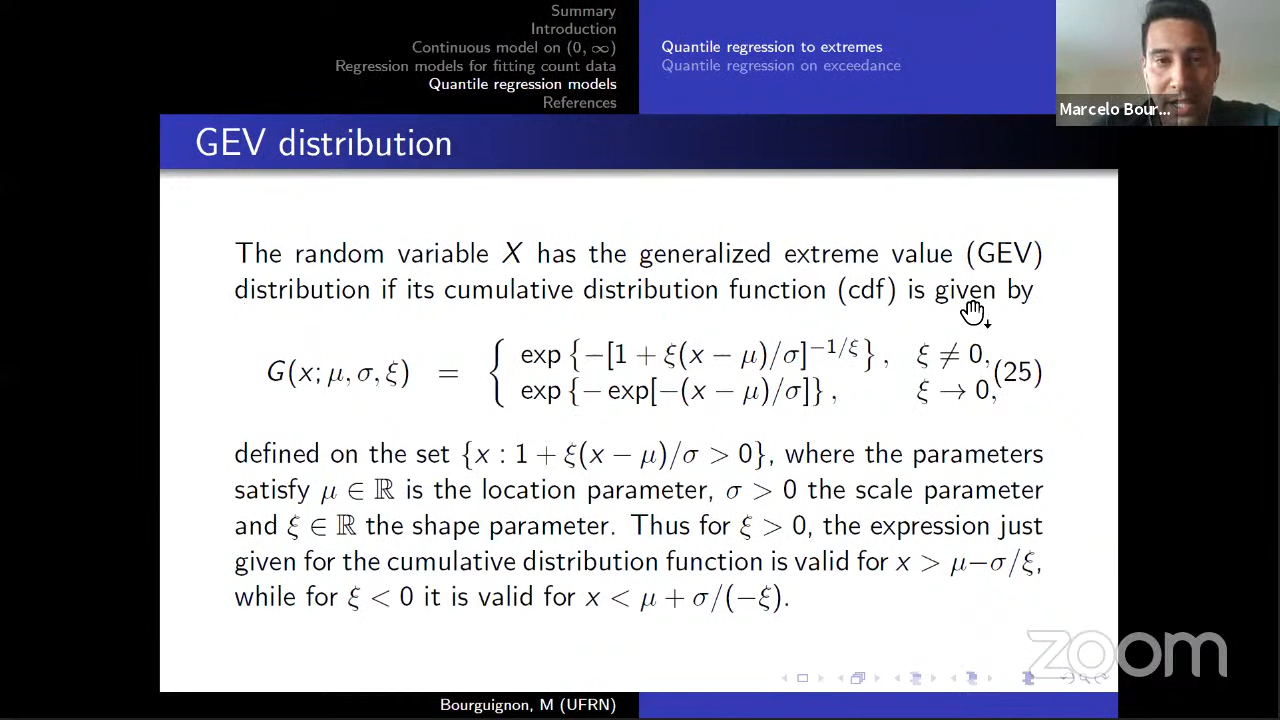 Summary
Introduction
Continuous model on (0, ∞)
Regression models for fitting count data
Quantile regression models
References
Quantile regression to extremes
Quantile regression on exceedance
Marcelo Bour...
GEV distribution
The random variable X has the generalized extreme value (GEV)
distribution if its cumulative distribution function (cdf) is given by
G(x; μ, σ, ξ) = { exp {−[1 + ξ(x − μ)/σ]^{−1/ξ}} , ξ ≠ 0,
exp {− exp[−(x − μ)/σ]} , ξ → 0, (25)
defined on the set {x : 1 + ξ(x − μ)/σ > 0}, where the parameters
satisfy μ ∈ ℝ is the location parameter, σ > 0 the scale parameter
and ξ ∈ ℝ the shape parameter. Thus for ξ > 0, the expression just
given for the cumulative distribution function is valid for x > μ−σ/ξ,
while for ξ < 0 it is valid for x < μ + σ/(−ξ).
zoom
Bourguignon, M (UFRN)